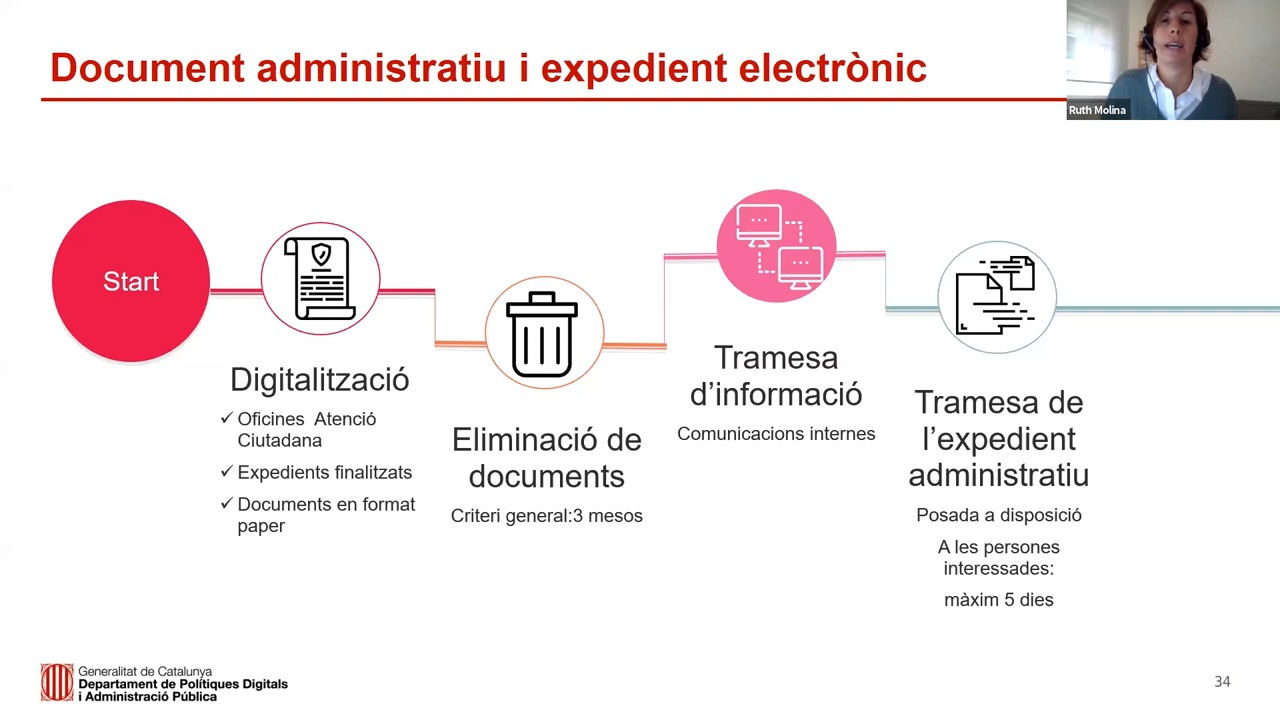 Document administratiu i expedient electrònic
Ruth Molina
Start
Digitalització
✓ Oficines Atenció
Ciutadana
✓ Expedients finalitzats
✓ Documents en format
paper
Eliminació de
documents
Criteri general:3 mesos
Tramesa
d’informació
Comunicacions internes
Tramesa de
l’expedient
administratiu
Posada a disposició
A les persones
interessades:
màxim 5 dies
Generalitat de Catalunya
Departament de Polítiques Digitals
i Administració Pública
34